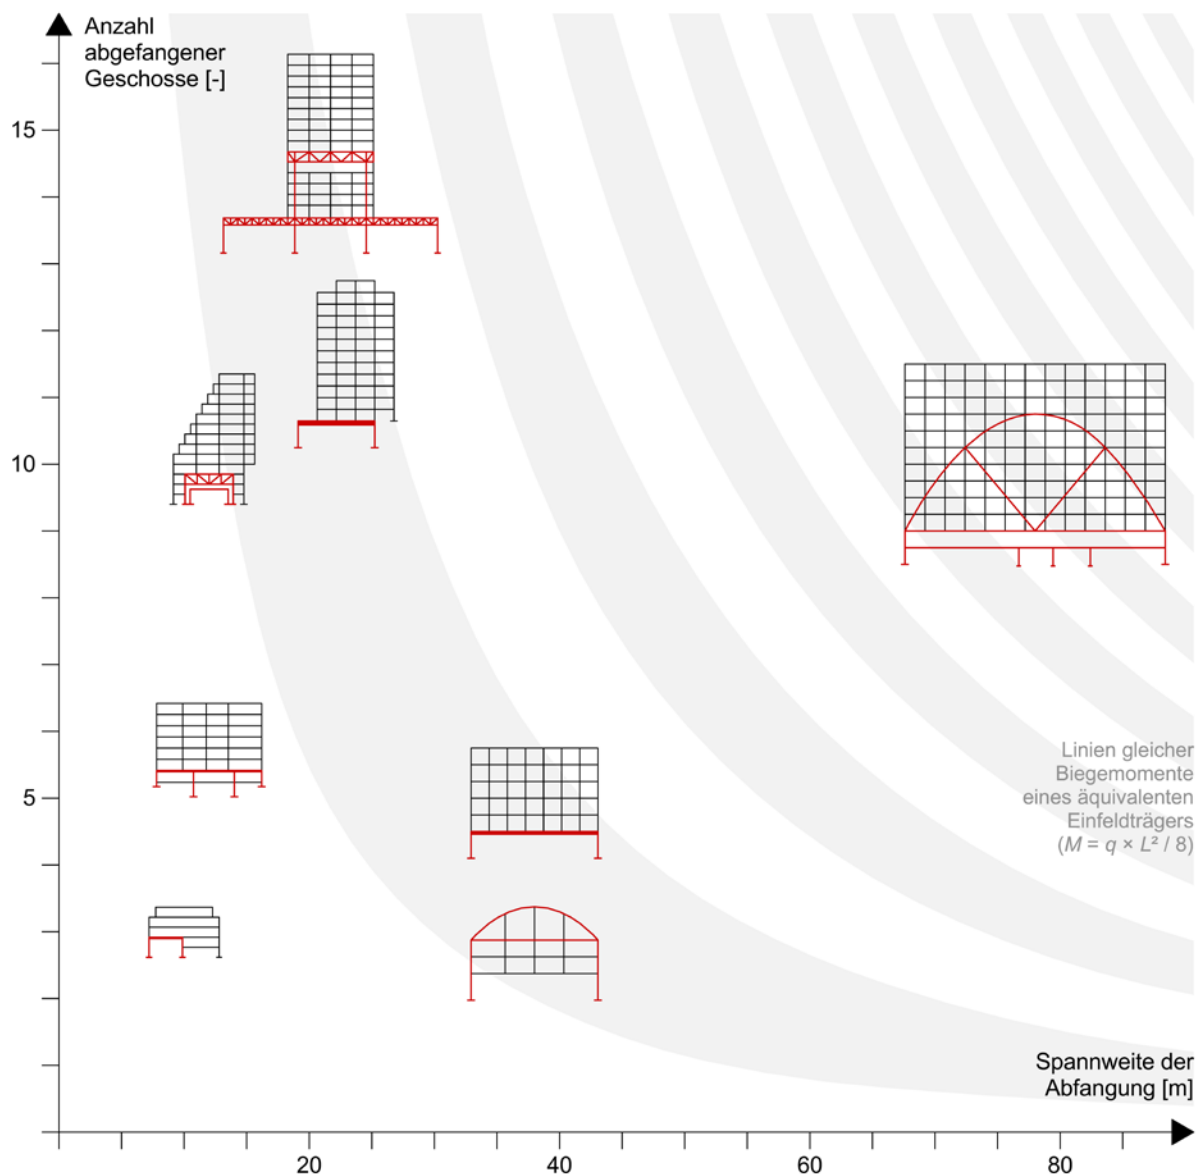 Anzahl
abgefangener
Geschosse [-]
15
10
5
Linien gleicher
Biegemomente
eines äquivalenten
Einfeldträgers
(M = q × L² / 8)
Spannweite der
Abfangung [m]
20
40
60
80